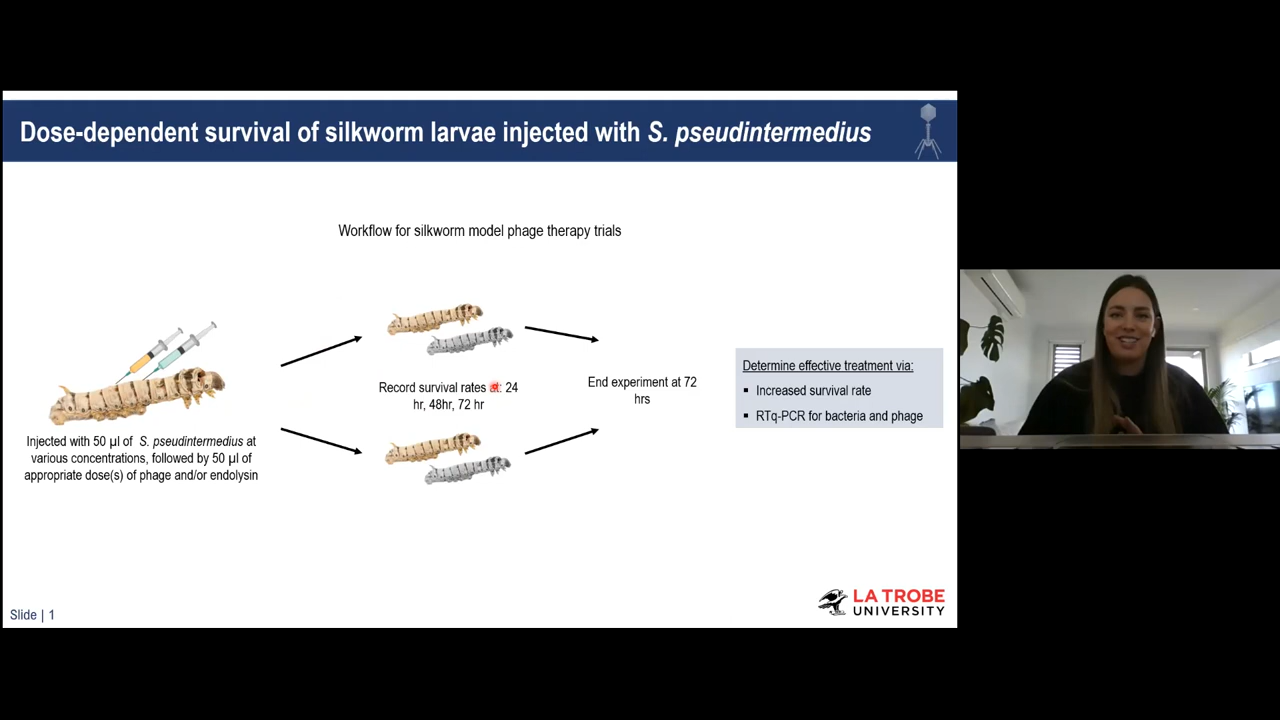 Dose-dependent survival of silkworm larvae injected with S. pseudintermedius
Workflow for silkworm model phage therapy trials
Injected with 50 µl of S. pseudintermedius at
various concentrations, followed by 50 µl of
appropriate dose(s) of phage and/or endolysin
Record survival rates at: 24
hr, 48hr, 72 hr
End experiment at 72
hrs
Determine effective treatment via:
▪ Increased survival rate
▪ RTq-PCR for bacteria and phage
Slide | 1
LA TROBE
UNIVERSITY